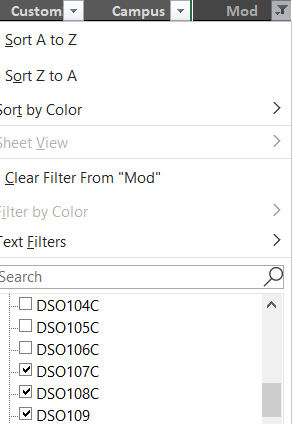 Custom Campus Mod
Sort A to Z
Sort Z to A
Sort by Color
Sheet View
Clear Filter From "Mod"
Filter by Color
Text Filters
Search
DSO104C
DSO105C
DSO106C
DSO107C
DSO108C
DSO109